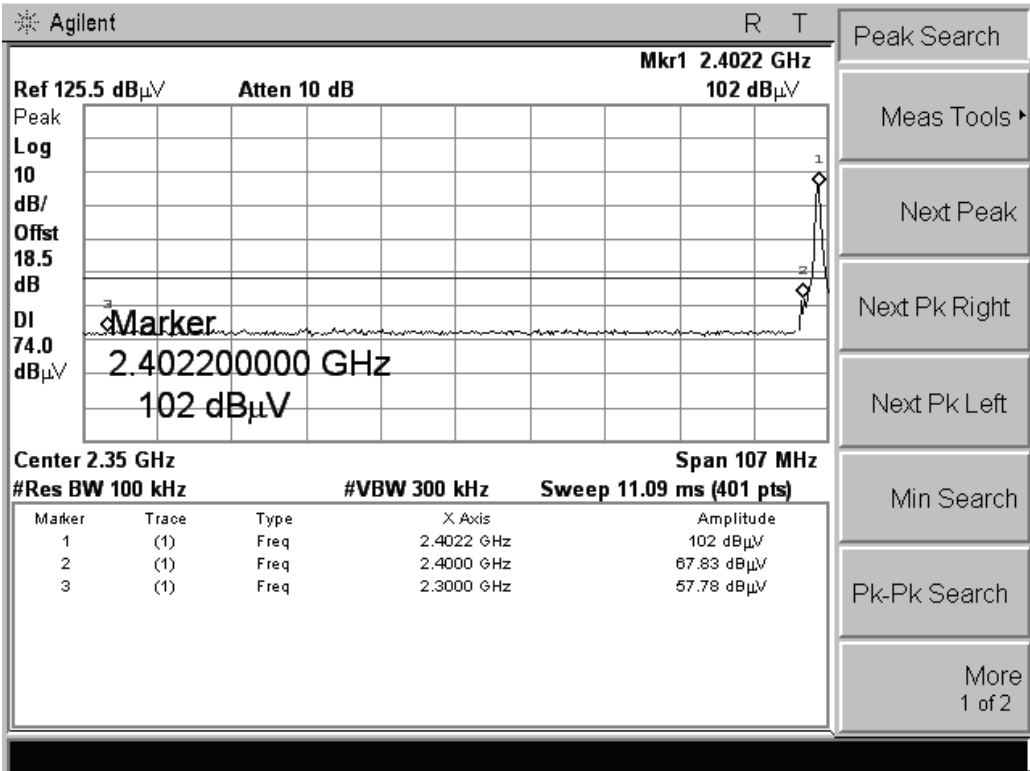 Agilent R T
Mkr1 2.4022 GHz
Ref 125.5 dBμV Atten 10 dB 102 dBμV
Peak
Log
10
dB/
Offst
18.5
dB
DI
74.0
dBμV
1
2
3
Marker
2.402200000 GHz
102 dBμV
Center 2.35 GHz Span 107 MHz
#Res BW 100 kHz #VBW 300 kHz Sweep 11.09 ms (401 pts)
Marker Trace Type X Axis Amplitude
1 (1) Freq 2.4022 GHz 102 dBμV
2 (1) Freq 2.4000 GHz 67.83 dBμV
3 (1) Freq 2.3000 GHz 57.78 dBμV
Peak Search
Meas Tools
Next Peak
Next Pk Right
Next Pk Left
Min Search
Pk-Pk Search
More
1 of 2